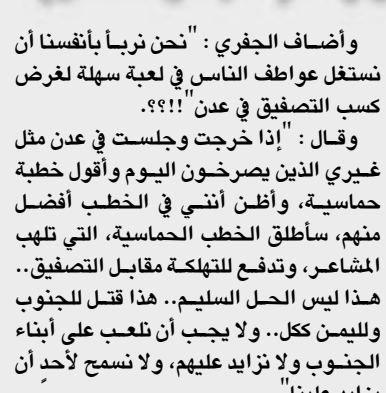 وأضاف الجفري : "نحن نربأ بأنفسنا أن
نستغل عواطف الناس في لعبة سهلة لغرض
كسب التصفيق في عدن"!!؟؟.
وقال : "إذا خرجت وجلست في عدن مثل
غيري الذين يصرخون اليوم وأقول خطبة
حماسية، وأظن أنني في الخطب أفضل
منهم، سأطلق الخطب الحماسية، التي تلهب
المشاعر، وتدفع للتهلكة مقابل التصفيق..
هذا ليس الحل السليم.. هذا قتل للجنوب
ولليمن ككل.. ولا يجب أن نلعب على أبناء
الجنوب ولا نزايد عليهم، ولا نسمح لأحدٍ أن
يزايد علينا"